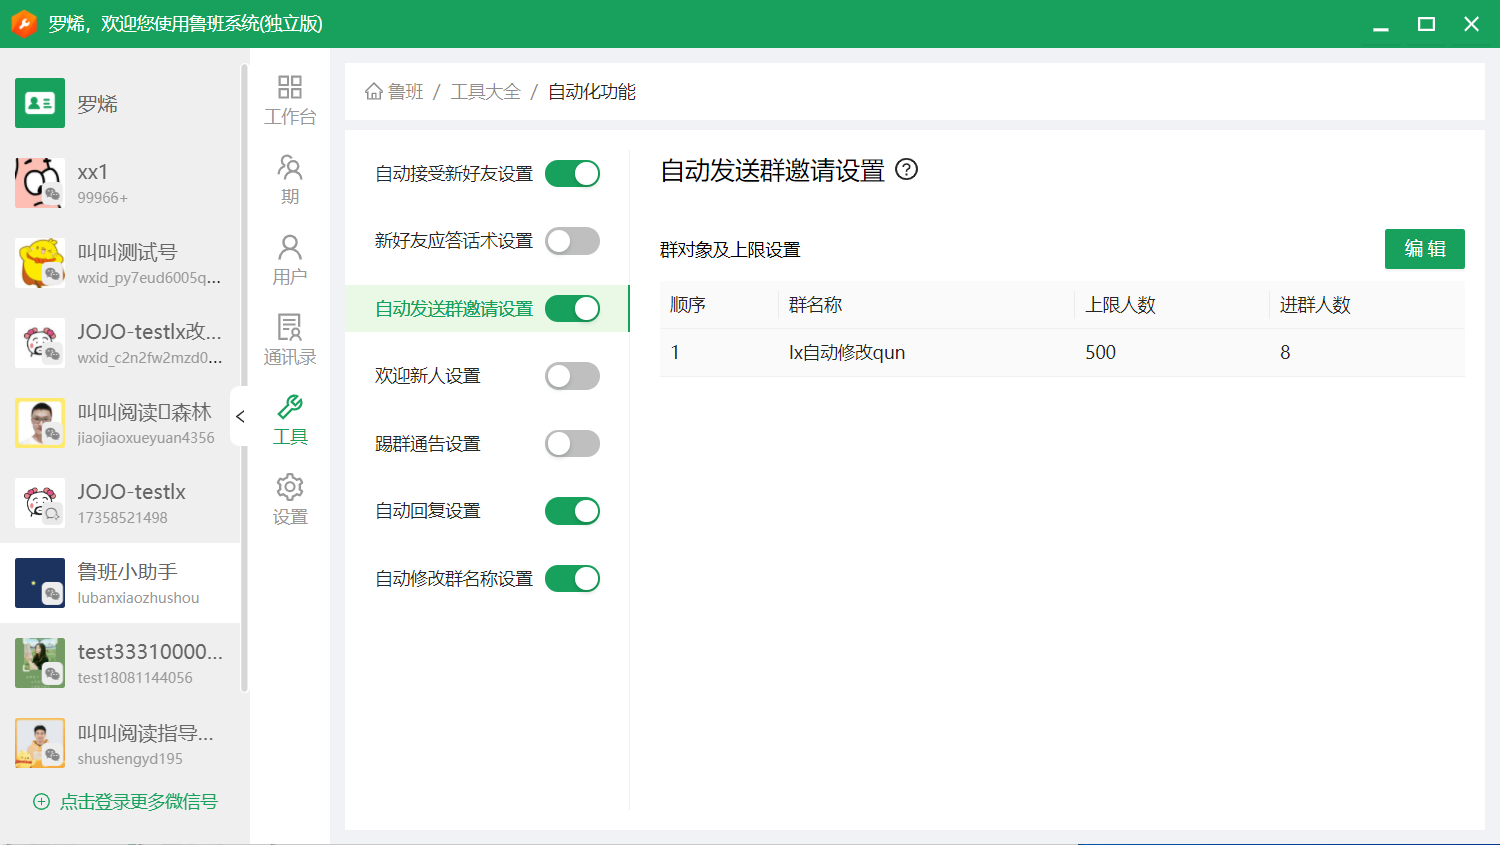 罗烯，欢迎您使用鲁班系统(独立版)
罗烯
xx1
99966+
叫叫测试号
wxid_py7eud6005q...
JOJO-testlx改...
wxid_c2n2fw2mzd0...
叫叫阅读▯森林
jiaojiaoxueyuan4356
JOJO-testlx
17358521498
鲁班小助手
lubanxiaozhushou
test33310000...
test18081144056
叫叫阅读指导...
shushengyd195
点击登录更多微信号
工作台
期
用户
通讯录
工具
设置
鲁班 / 工具大全 / 自动化功能
自动接受新好友设置
新好友应答话术设置
自动发送群邀请设置
欢迎新人设置
踢群通告设置
自动回复设置
自动修改群名称设置
自动发送群邀请设置
群对象及上限设置
编 辑
顺序 群名称 上限人数 进群人数
1 lx自动修改qun 500 8